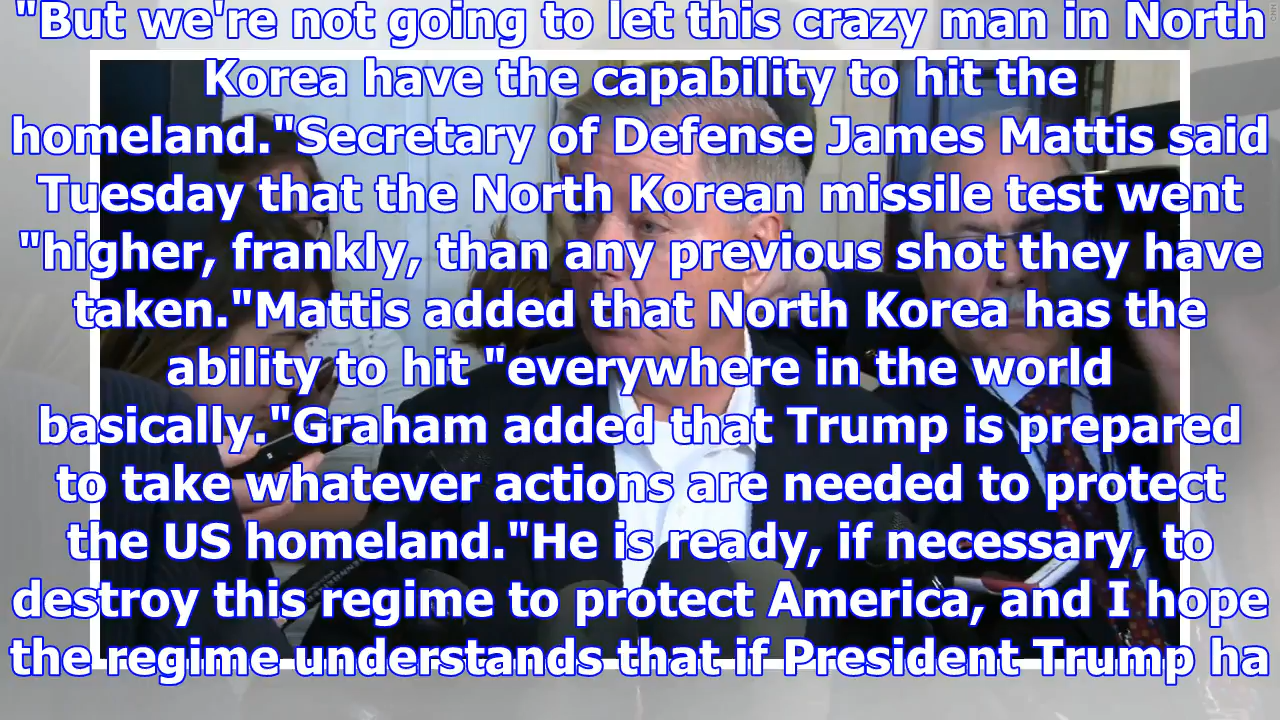 "But we're not going to let this crazy man in North
Korea have the capability to hit the
homeland."Secretary of Defense James Mattis said
Tuesday that the North Korean missile test went
"higher, frankly, than any previous shot they have
taken."Mattis added that North Korea has the
ability to hit "everywhere in the world
basically."Graham added that Trump is prepared
to take whatever actions are needed to protect
the US homeland."He is ready, if necessary, to
destroy this regime to protect America, and I hope
the regime understands that if President Trump ha